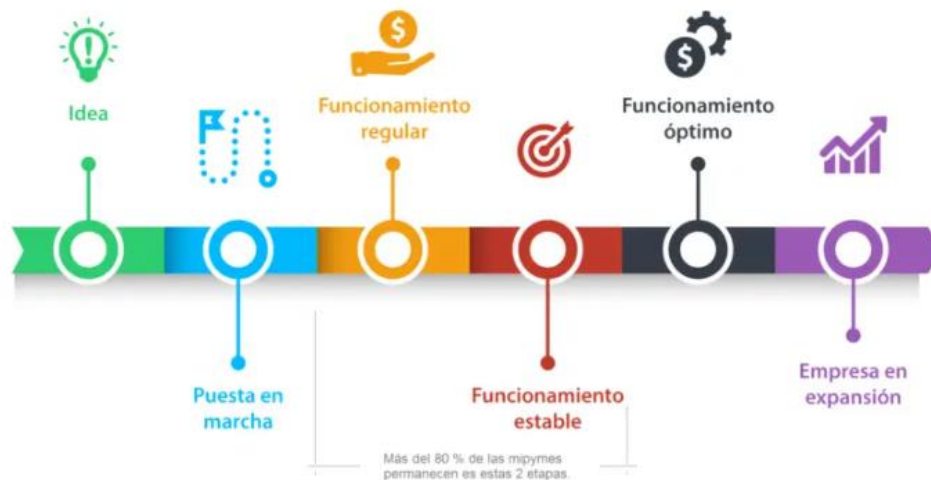 Idea
Puesta en
marcha
Funcionamiento
regular
Funcionamiento
estable
Funcionamiento
óptimo
Empresa en
expansión
Más del 80 % de las mipymes
permanecen es estas 2 etapas.